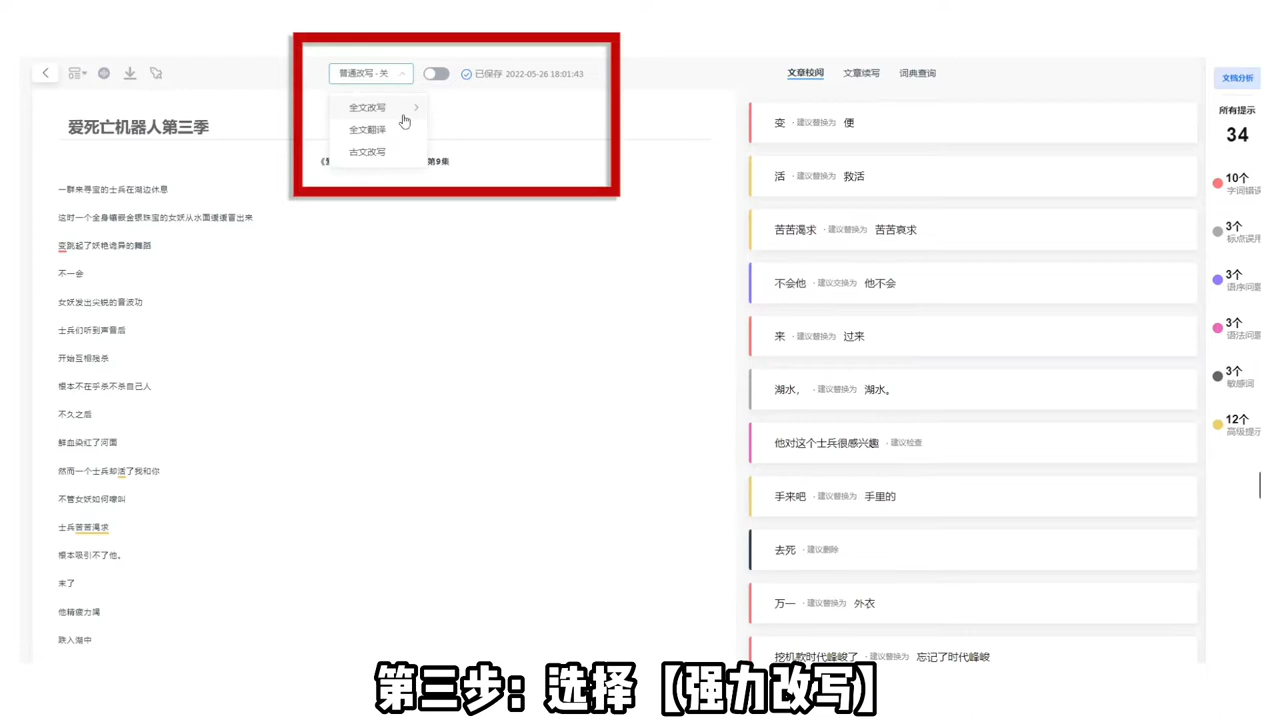 普通改写 - 关
已保存 2022-05-26 18:01:43
全文改写
全文翻译
古文改写
爱死亡机器人第三季
第9集
一群来寻宝的士兵在湖边休息
这时一个全身镶嵌金银珠宝的女妖从水面缓缓冒出来
变跳起了妖艳诡异的舞蹈
不一会
女妖发出尖锐的音波功
士兵们听到声音后
开始互相残杀
根本不在乎杀不杀自己人
不久之后
鲜血染红了河面
然而一个士兵却活了我和你
不管女妖如何嚎叫
士兵苦苦渴求
根本吸引不了他。
来了
他精疲力竭
跌入湖中
文章校阅
文章续写
词典查询
变 · 建议替换为 便
活 · 建议替换为 救活
苦苦渴求 · 建议替换为 苦苦哀求
不会他 · 建议交换为 他不会
来 · 建议替换为 过来
湖水， · 建议替换为 湖水。
他对这个士兵很感兴趣 · 建议检查
手来吧 · 建议替换为 手里的
去死 · 建议删除
万一 · 建议替换为 外衣
挖机教时代峰峻了 · 建议替换为 忘记了时代峰峻
文档分析
所有提示
34
10个
字词错误
3个
标点误用
3个
语序问题
3个
语法问题
3个
敏感词
12个
高级提示
第三步：选择【强力改写】